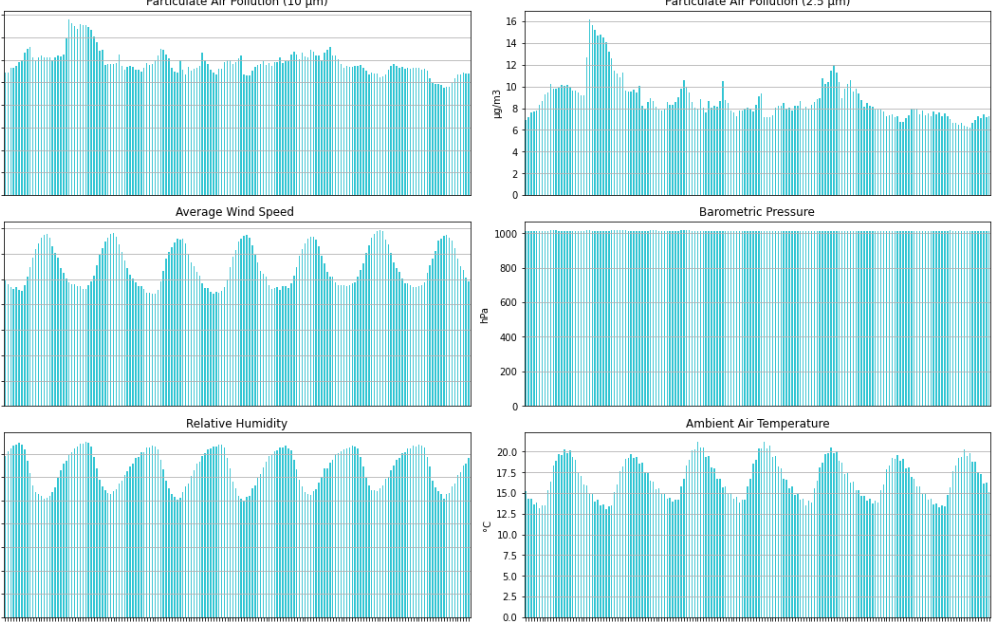 Particulate Air Pollution (10 µm)
Particulate Air Pollution (2.5 µm)
16
14
12
10
8
6
4
2
0
µg/m3
Average Wind Speed
Barometric Pressure
1000
800
600
400
200
0
hPa
Relative Humidity
Ambient Air Temperature
20.0
17.5
15.0
12.5
10.0
7.5
5.0
2.5
0.0
°C